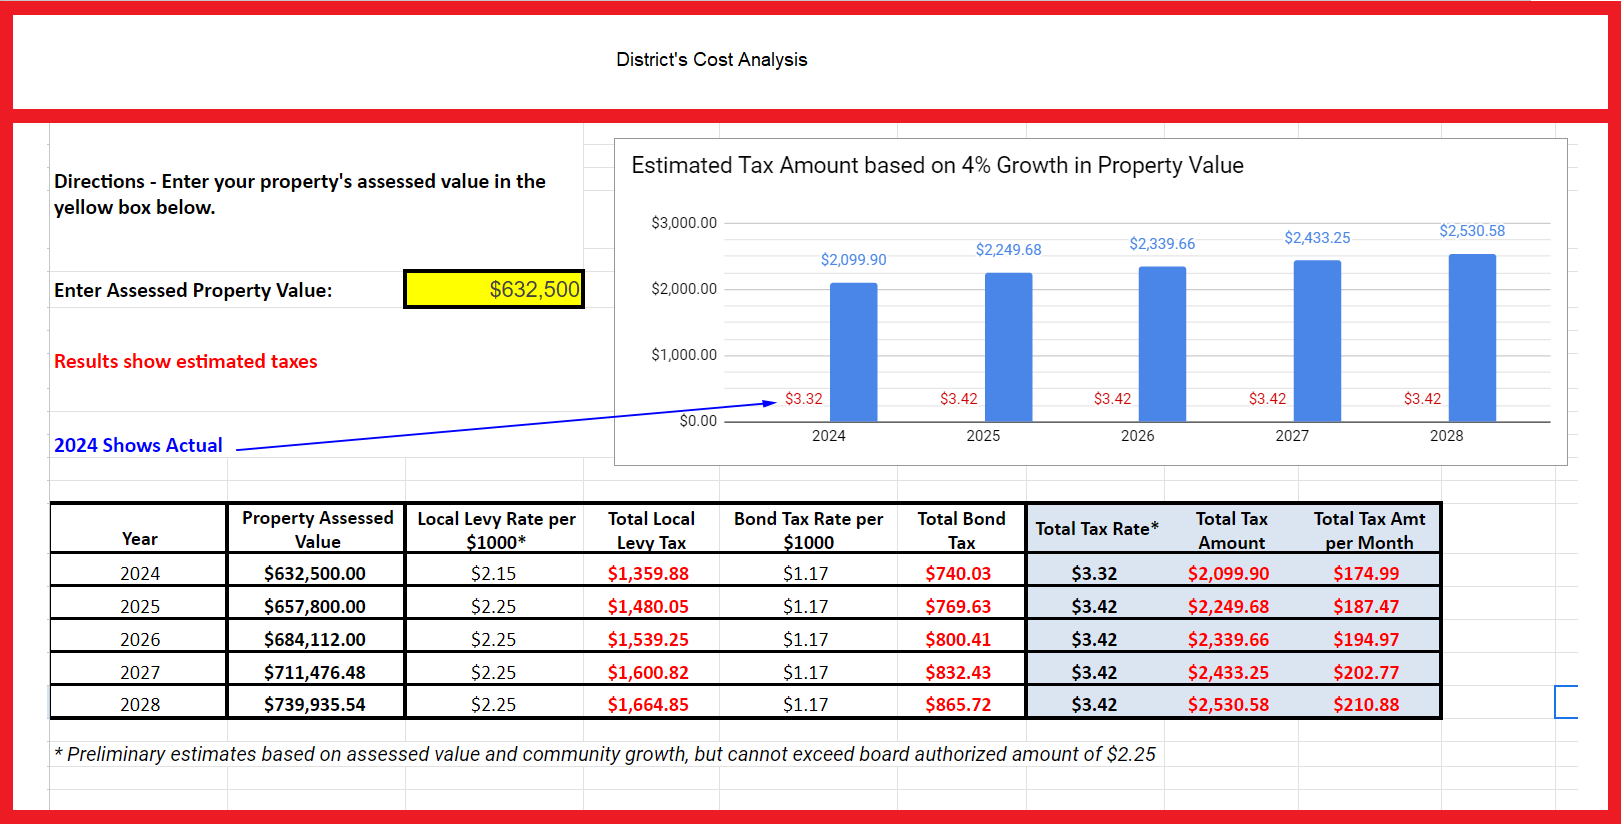 District's Cost Analysis
Directions - Enter your property's assessed value in the
yellow box below.
Enter Assessed Property Value: $632,500
Results show estimated taxes
2024 Shows Actual
Estimated Tax Amount based on 4% Growth in Property Value
$3,000.00
$2,000.00
$1,000.00
$0.00
$2,099.90 $2,249.68 $2,339.66 $2,433.25 $2,530.58
$3.32 $3.42 $3.42 $3.42 $3.42
2024 2025 2026 2027 2028
Year Property Assessed Value Local Levy Rate per $1000* Total Local Levy Tax Bond Tax Rate per $1000 Total Bond Tax Total Tax Rate* Total Tax Amount Total Tax Amt per Month
2024 $632,500.00 $2.15 $1,359.88 $1.17 $740.03 $3.32 $2,099.90 $174.99
2025 $657,800.00 $2.25 $1,480.05 $1.17 $769.63 $3.42 $2,249.68 $187.47
2026 $684,112.00 $2.25 $1,539.25 $1.17 $800.41 $3.42 $2,339.66 $194.97
2027 $711,476.48 $2.25 $1,600.82 $1.17 $832.43 $3.42 $2,433.25 $202.77
2028 $739,935.54 $2.25 $1,664.85 $1.17 $865.72 $3.42 $2,530.58 $210.88
* Preliminary estimates based on assessed value and community growth, but cannot exceed board authorized amount of $2.25